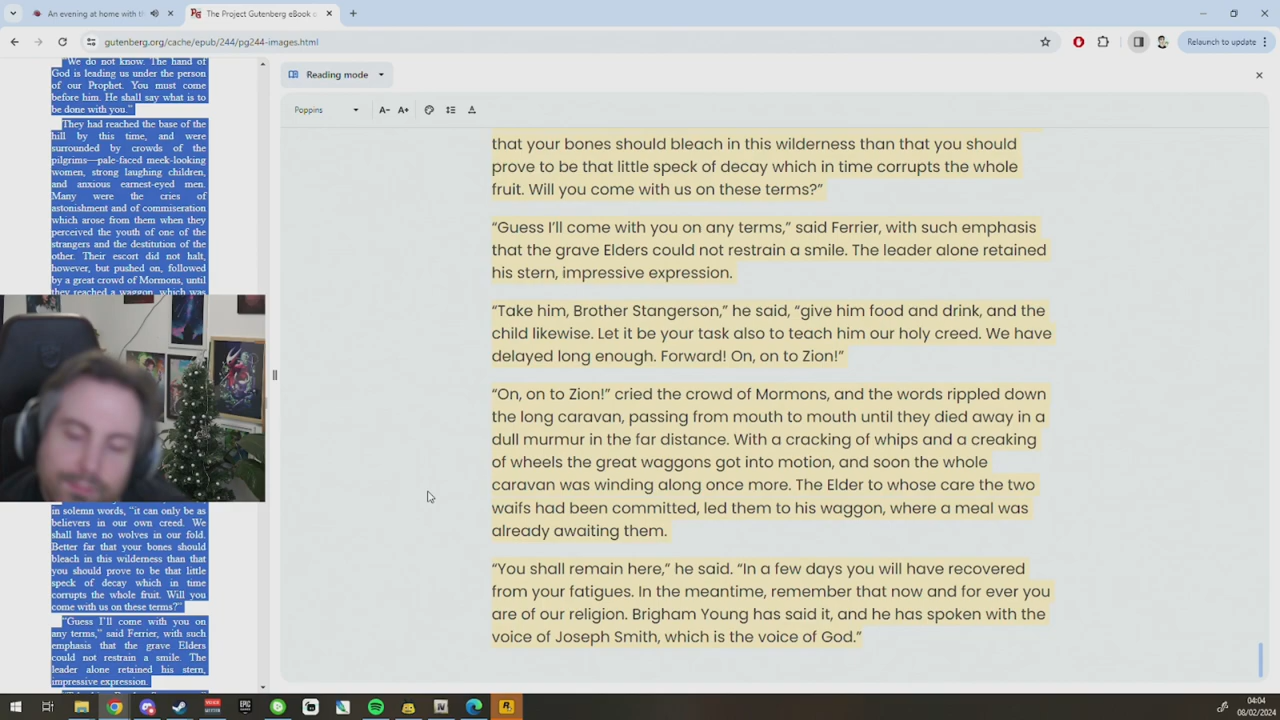 An evening at home with th
The Project Gutenberg eBook o
gutenberg.org/cache/epub/244/pg244-images.html
Relaunch to update
Reading mode
Poppins
A-
A+
"We do not know. The hand of
God is leading us under the person
of our Prophet. You must come
before him. He shall say what is to
be done with you."
They had reached the base of the
hill by this time, and were
surrounded by crowds of the
pilgrims—pale-faced meek-looking
women, strong laughing children,
and anxious earnest-eyed men.
Many were the cries of
astonishment and of commiseration
which arose from them when they
perceived the youth of one of the
strangers and the destitution of the
other. Their escort did not halt,
however, but pushed on, followed
by a great crowd of Mormons, until
they reached a waggon, which was
in solemn words, "it can only be as
believers in our own creed. We
shall have no wolves in our fold.
Better far that your bones should
bleach in this wilderness than that
you should prove to be that little
speck of decay which in time
corrupts the whole fruit. Will you
come with us on these terms?"
"Guess I'll come with you on
any terms," said Ferrier, with such
emphasis that the grave Elders
could not restrain a smile. The
leader alone retained his stern,
impressive expression.
that your bones should bleach in this wilderness than that you should
prove to be that little speck of decay which in time corrupts the whole
fruit. Will you come with us on these terms?"
"Guess I'll come with you on any terms," said Ferrier, with such emphasis
that the grave Elders could not restrain a smile. The leader alone retained
his stern, impressive expression.
"Take him, Brother Stangerson," he said, "give him food and drink, and the
child likewise. Let it be your task also to teach him our holy creed. We have
delayed long enough. Forward! On, on to Zion!"
"On, on to Zion!" cried the crowd of Mormons, and the words rippled down
the long caravan, passing from mouth to mouth until they died away in a
dull murmur in the far distance. With a cracking of whips and a creaking
of wheels the great waggons got into motion, and soon the whole
caravan was winding along once more. The Elder to whose care the two
waifs had been committed, led them to his waggon, where a meal was
already awaiting them.
"You shall remain here," he said. "In a few days you will have recovered
from your fatigues. In the meantime, remember that now and for ever you
are of our religion. Brigham Young has said it, and he has spoken with the
voice of Joseph Smith, which is the voice of God."
04:04
08/02/2024